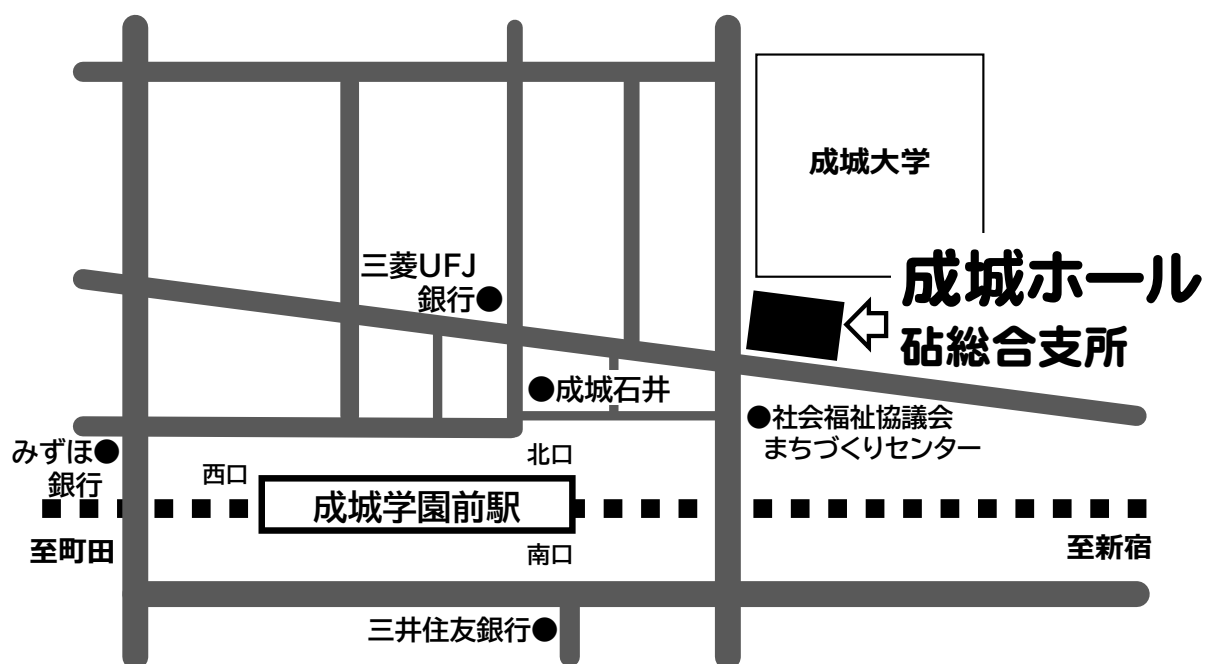 成城大学
三菱UFJ
銀行●
成城ホール
砧総合支所
●成城石井
●社会福祉協議会
まちづくりセンター
みずほ●
銀行
西口
北口
成城学園前駅
至町田
南口
至新宿
三井住友銀行●